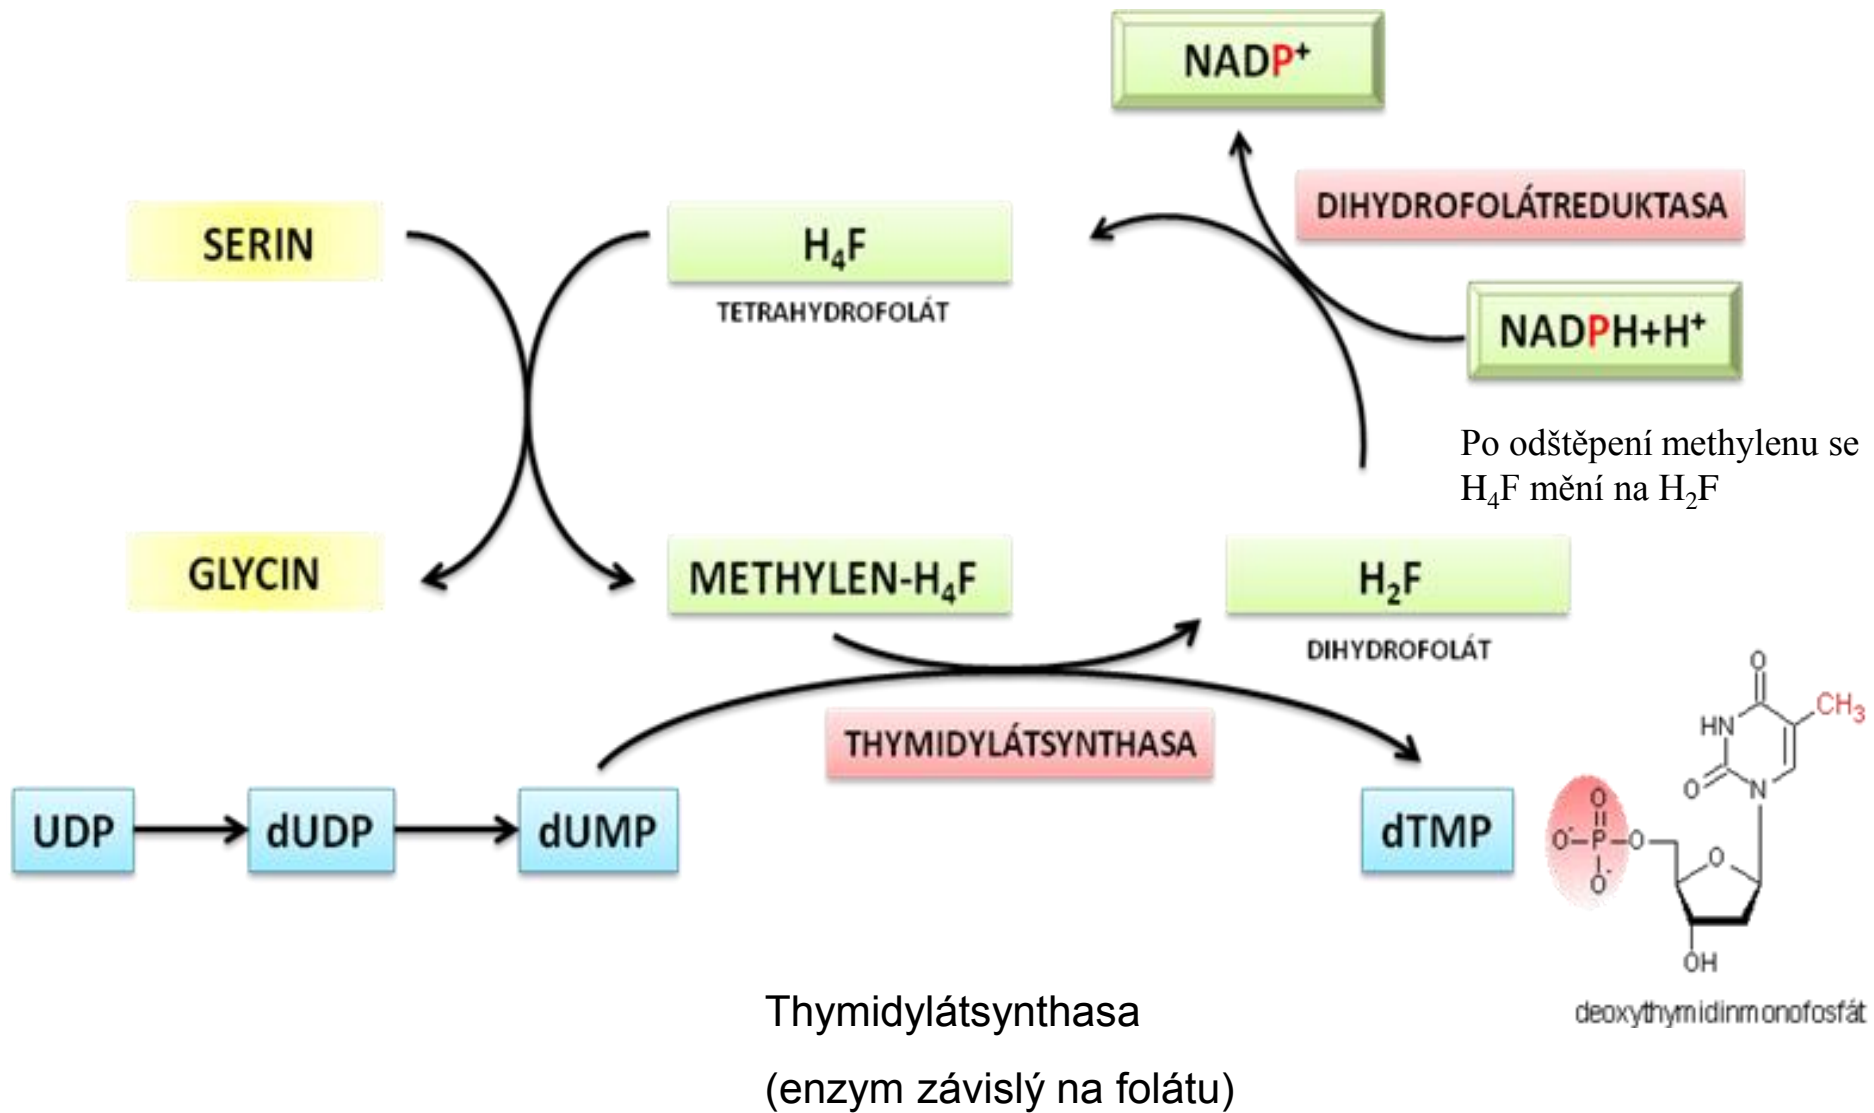 NADP⁺
DIHYDROFOLÁTREDUKTASA
SERIN
H₄F
TETRAHYDROFOLÁT
NADPH+H⁺
Po odštěpení methylenu se
H₄F mění na H₂F
GLYCIN
METHYLEN-H₄F
H₂F
DIHYDROFOLÁT
THYMIDYLÁTSYNTHASA
UDP
dUDP
dUMP
dTMP
O
CH₃
HN
O
N
O
O⁻
P
O
O
O⁻
OH
deoxythymidinmonofosfát
Thymidylátsynthasa
(enzym závislý na folátu)